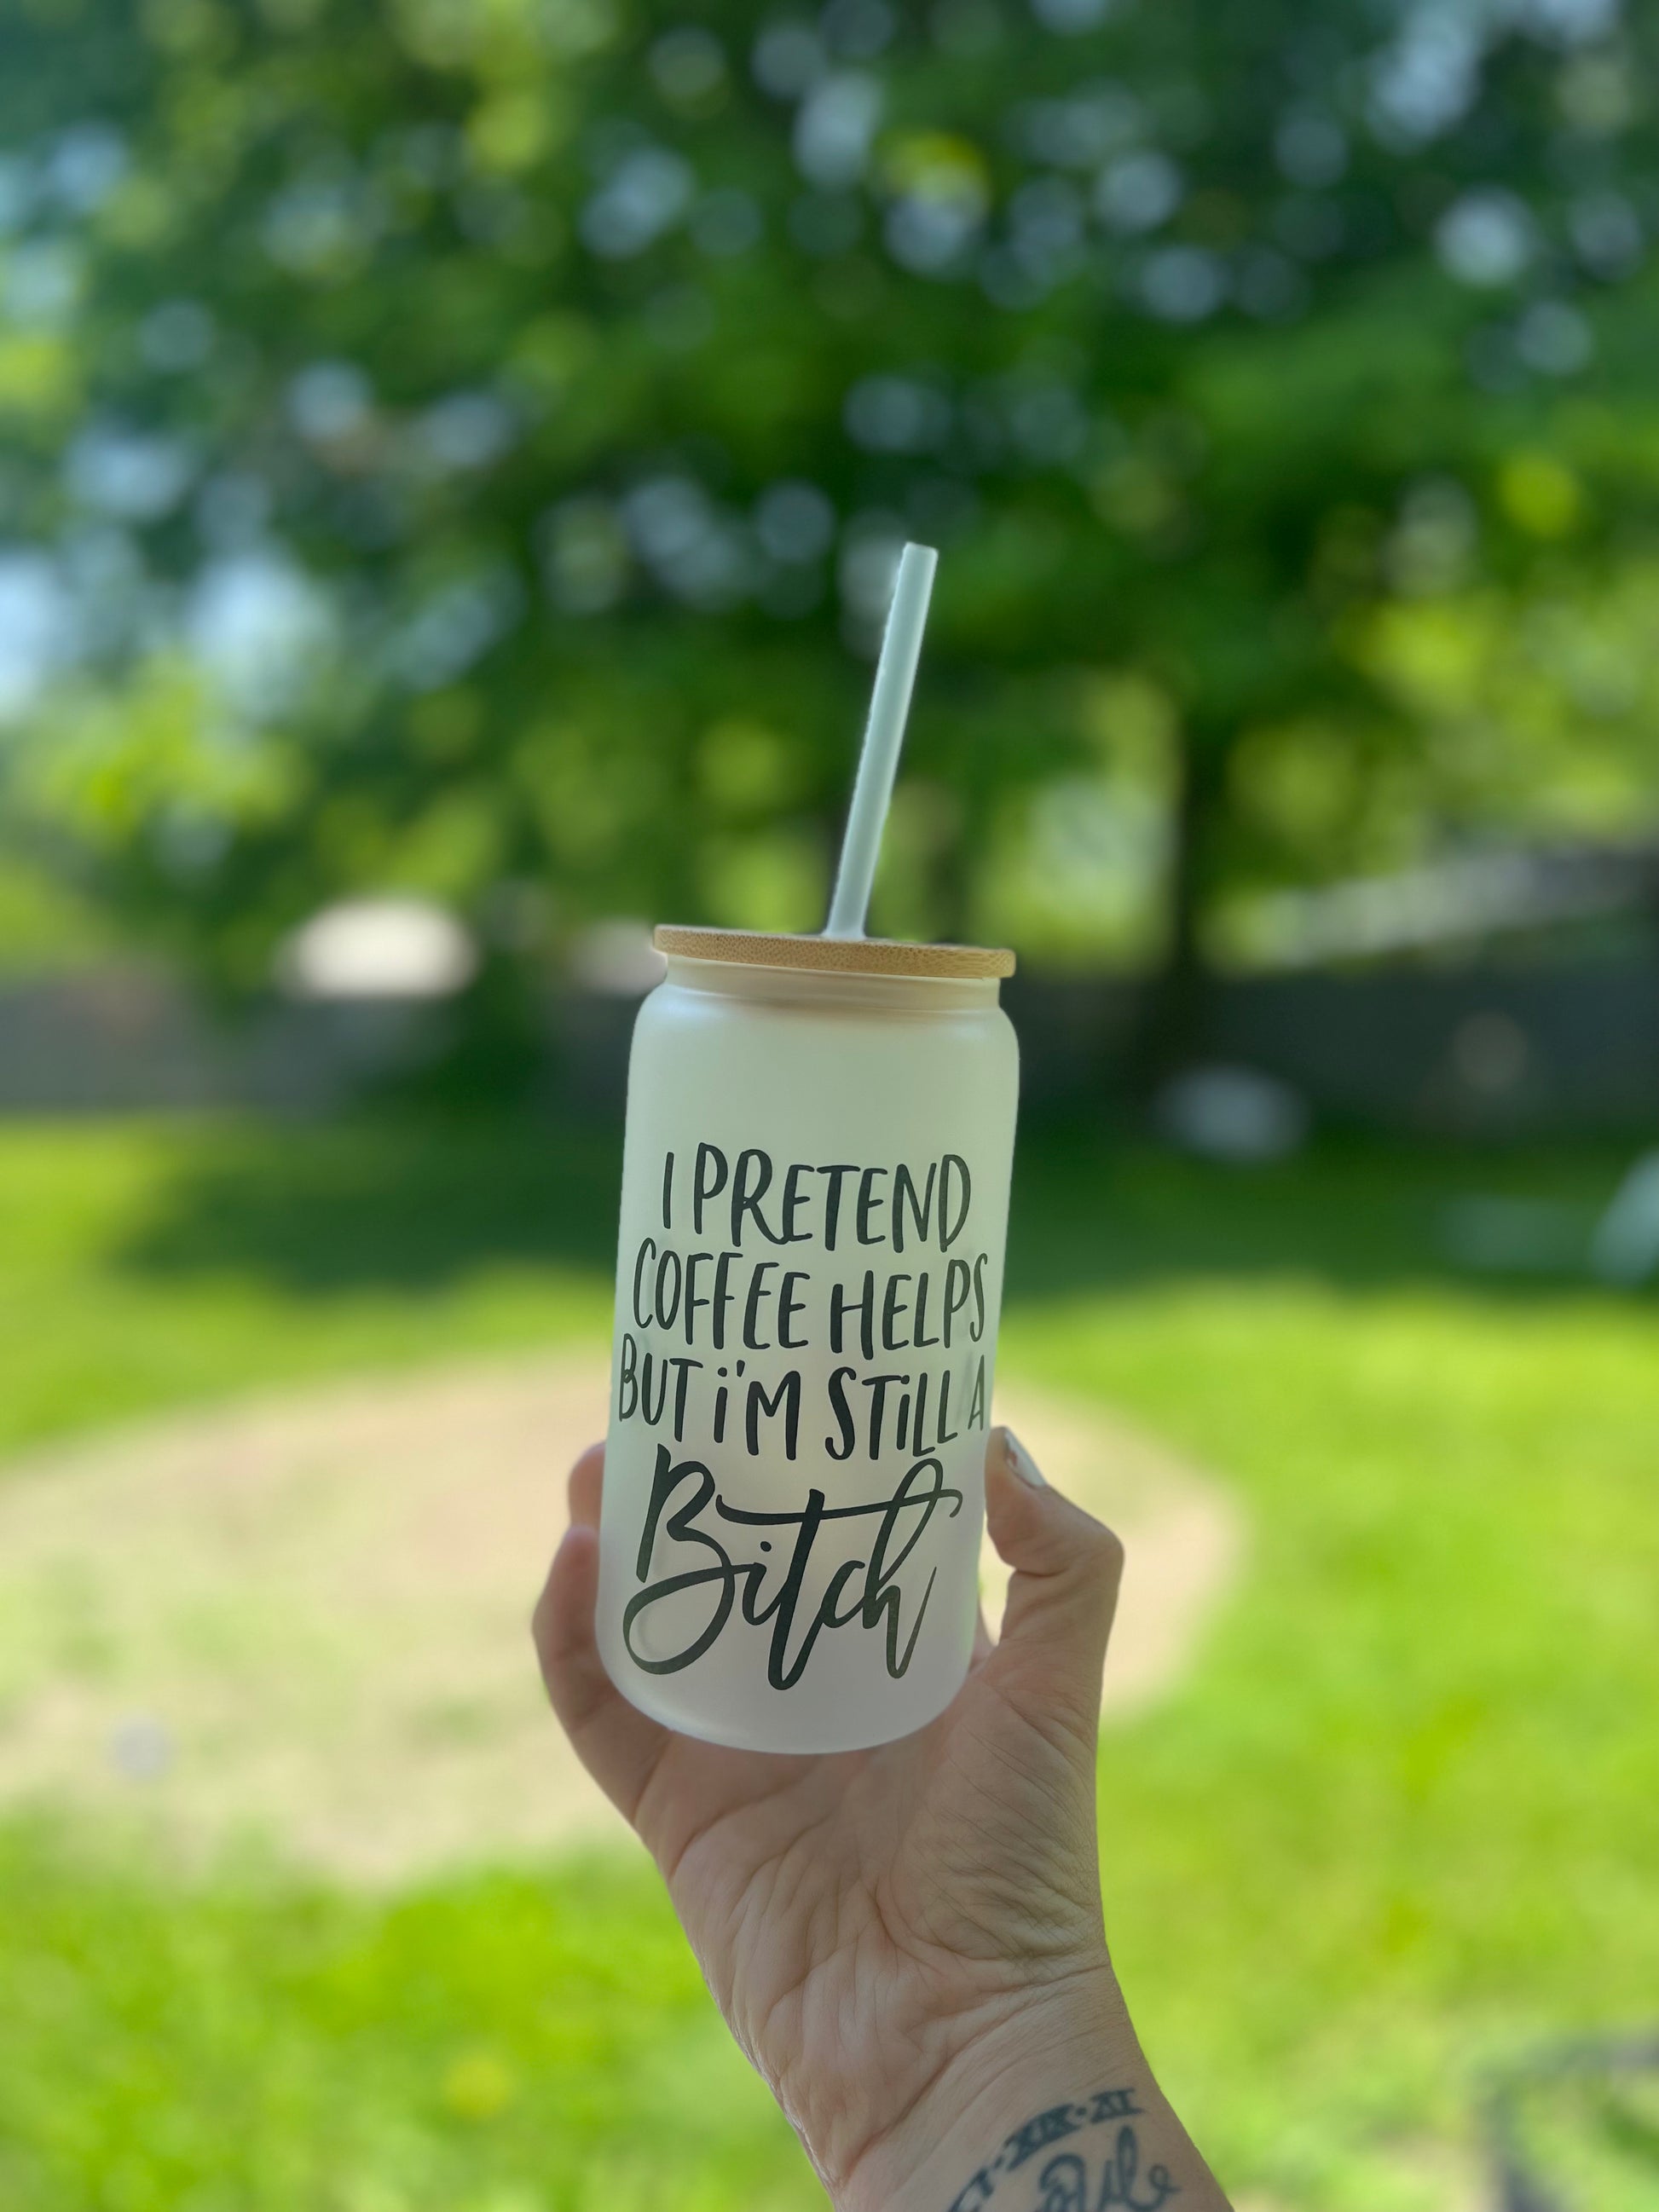 I PRETEND
COFFEE HELPS
BUT i'M STiLL A
Bitch